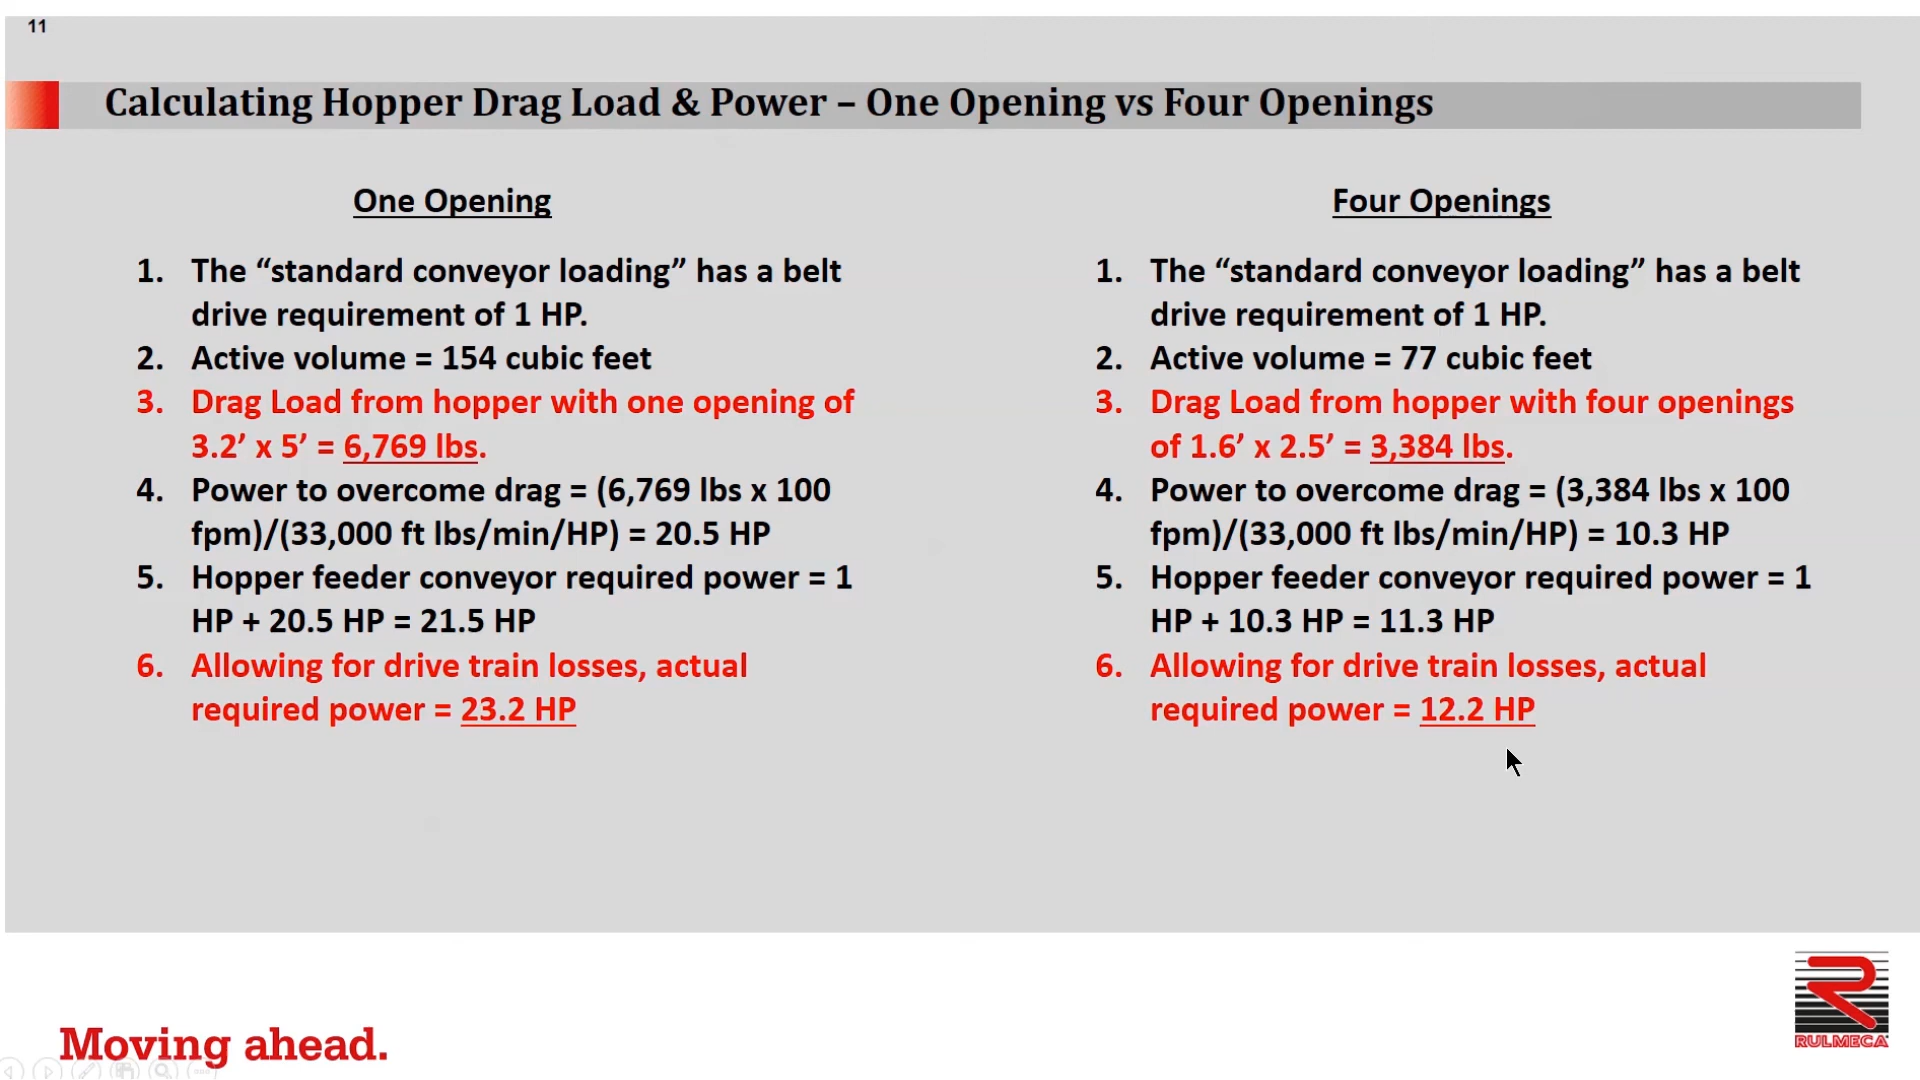 11
Calculating Hopper Drag Load & Power – One Opening vs Four Openings
One Opening
1. The “standard conveyor loading” has a belt
drive requirement of 1 HP.
2. Active volume = 154 cubic feet
3. Drag Load from hopper with one opening of
3.2’ x 5’ = 6,769 lbs.
4. Power to overcome drag = (6,769 lbs x 100
fpm)/(33,000 ft lbs/min/HP) = 20.5 HP
5. Hopper feeder conveyor required power = 1
HP + 20.5 HP = 21.5 HP
6. Allowing for drive train losses, actual
required power = 23.2 HP
Four Openings
1. The “standard conveyor loading” has a belt
drive requirement of 1 HP.
2. Active volume = 77 cubic feet
3. Drag Load from hopper with four openings
of 1.6’ x 2.5’ = 3,384 lbs.
4. Power to overcome drag = (3,384 lbs x 100
fpm)/(33,000 ft lbs/min/HP) = 10.3 HP
5. Hopper feeder conveyor required power = 1
HP + 10.3 HP = 11.3 HP
6. Allowing for drive train losses, actual
required power = 12.2 HP
Moving ahead.
RULMECA